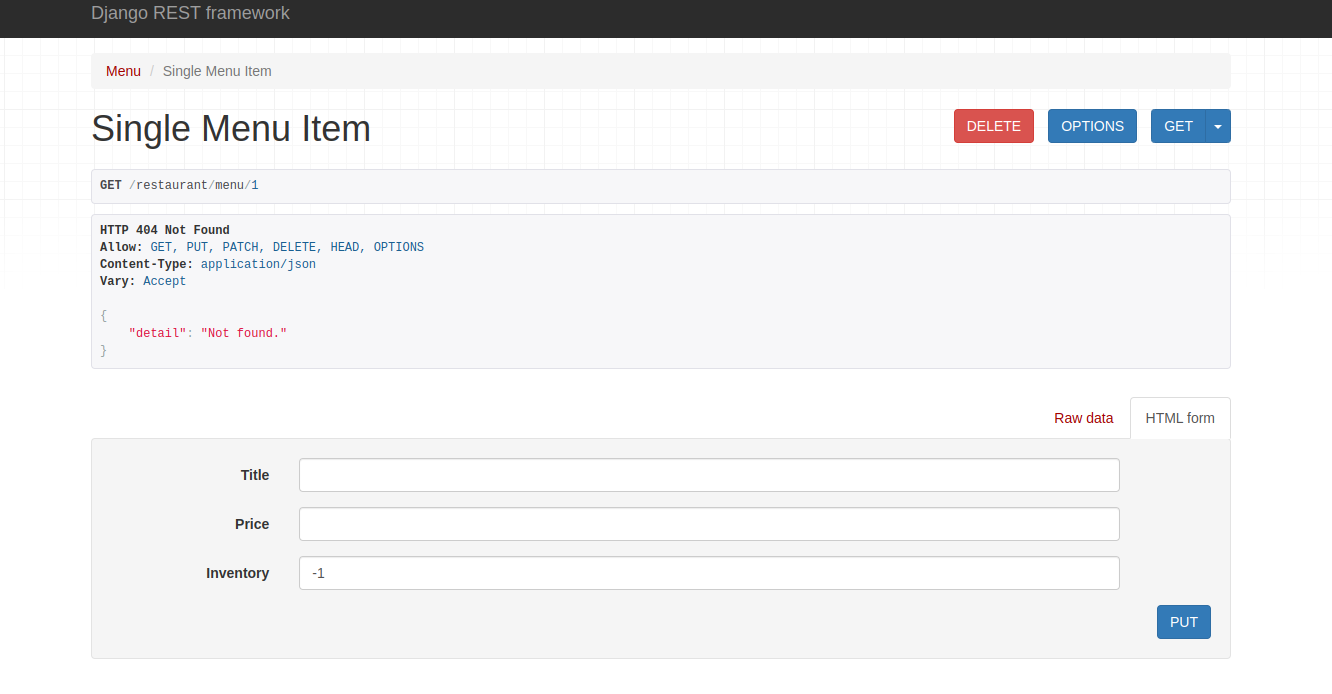 Django REST framework
Menu / Single Menu Item
Single Menu Item
DELETE
OPTIONS
GET
GET /restaurant/menu/1
HTTP 404 Not Found
Allow: GET, PUT, PATCH, DELETE, HEAD, OPTIONS
Content-Type: application/json
Vary: Accept
{
    "detail": "Not found."
}
Raw data
HTML form
Title
Price
Inventory
-1
PUT